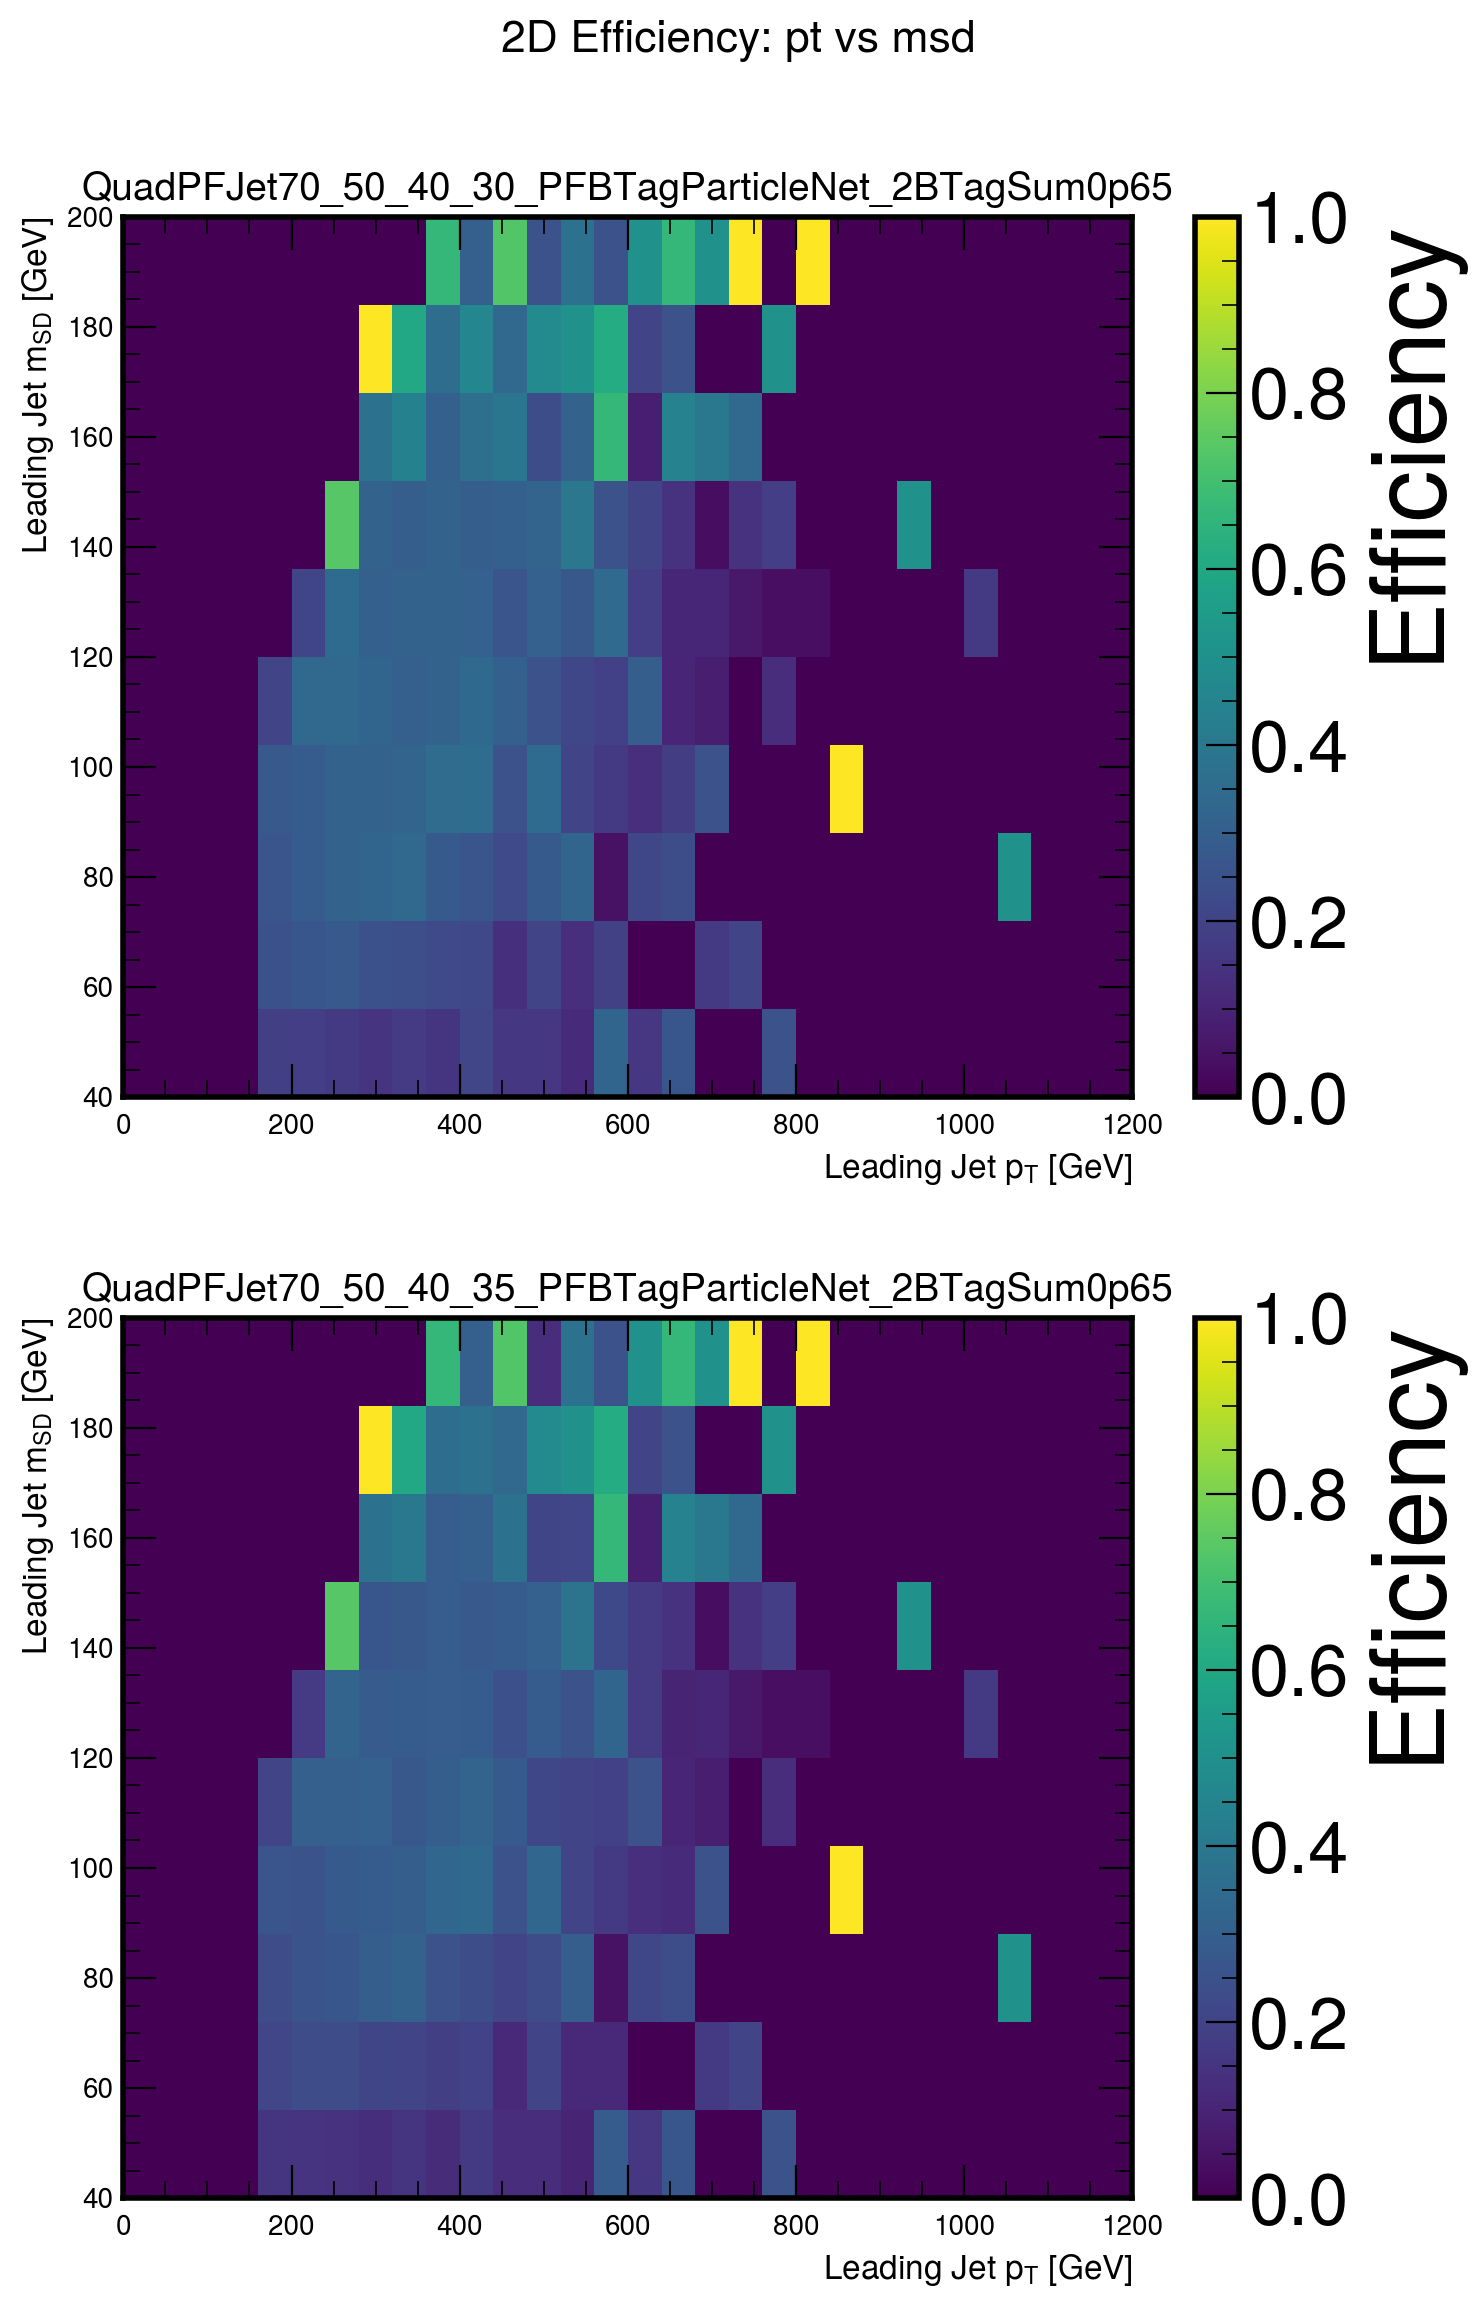 2D Efficiency: pt vs msd
QuadPFJet70_50_40_30_PFBTagParticleNet_2BTagSum0p65
Leading Jet mSD [GeV]
200
180
160
140
120
100
80
60
40
0 200 400 600 800 1000 1200
Leading Jet pT [GeV]
1.0
0.8
0.6
0.4
0.2
0.0
Efficiency
QuadPFJet70_50_40_35_PFBTagParticleNet_2BTagSum0p65
Leading Jet mSD [GeV]
200
180
160
140
120
100
80
60
40
0 200 400 600 800 1000 1200
Leading Jet pT [GeV]
1.0
0.8
0.6
0.4
0.2
0.0
Efficiency